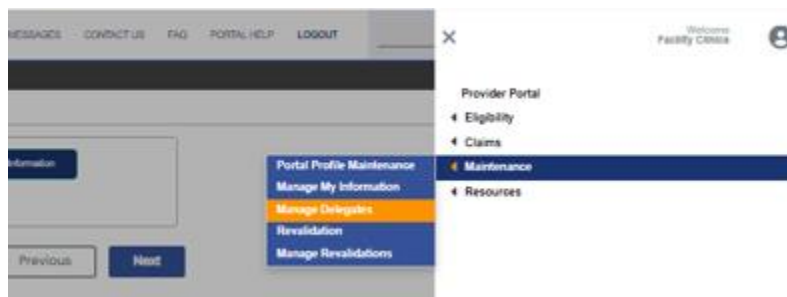 MESSAGES CONTACT US FAQ PORTAL HELP LOGOUT
Welcome
Facility Clinics
Provider Portal
Eligibility
Claims
Information
Portal Profile Maintenance
Maintenance
Manage My Information
Resources
Manage Delegates
Revalidation
Manage Revalidations
Previous Next